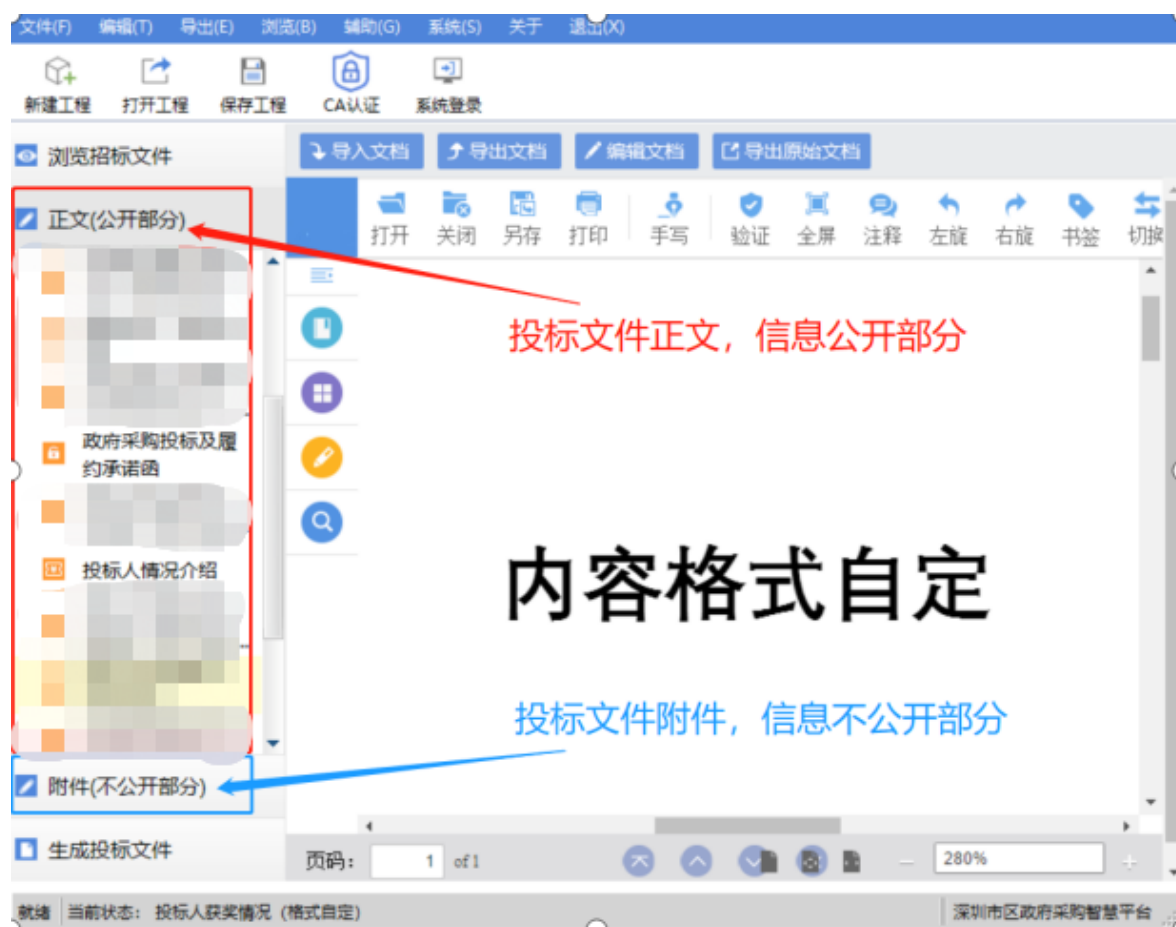 文件(F) 编辑(T) 导出(E) 浏览(B) 辅助(G) 系统(S) 关于 退出(X)
新建工程 打开工程 保存工程 CA认证 系统登录
浏览招标文件
导入文档 导出文档 编辑文档 导出原始文档
正文(公开部分)
打开 关闭 另存 打印 手写 验证 全屏 注释 左旋 右旋 书签 切换
投标文件正文，信息公开部分
政府采购投标及履
约承诺函
投标人情况介绍
内容格式自定
投标文件附件，信息不公开部分
附件(不公开部分)
生成投标文件
页码： 1 of 1 280%
就绪 当前状态： 投标人获奖情况（格式自定） 深圳市区政府采购智慧平台